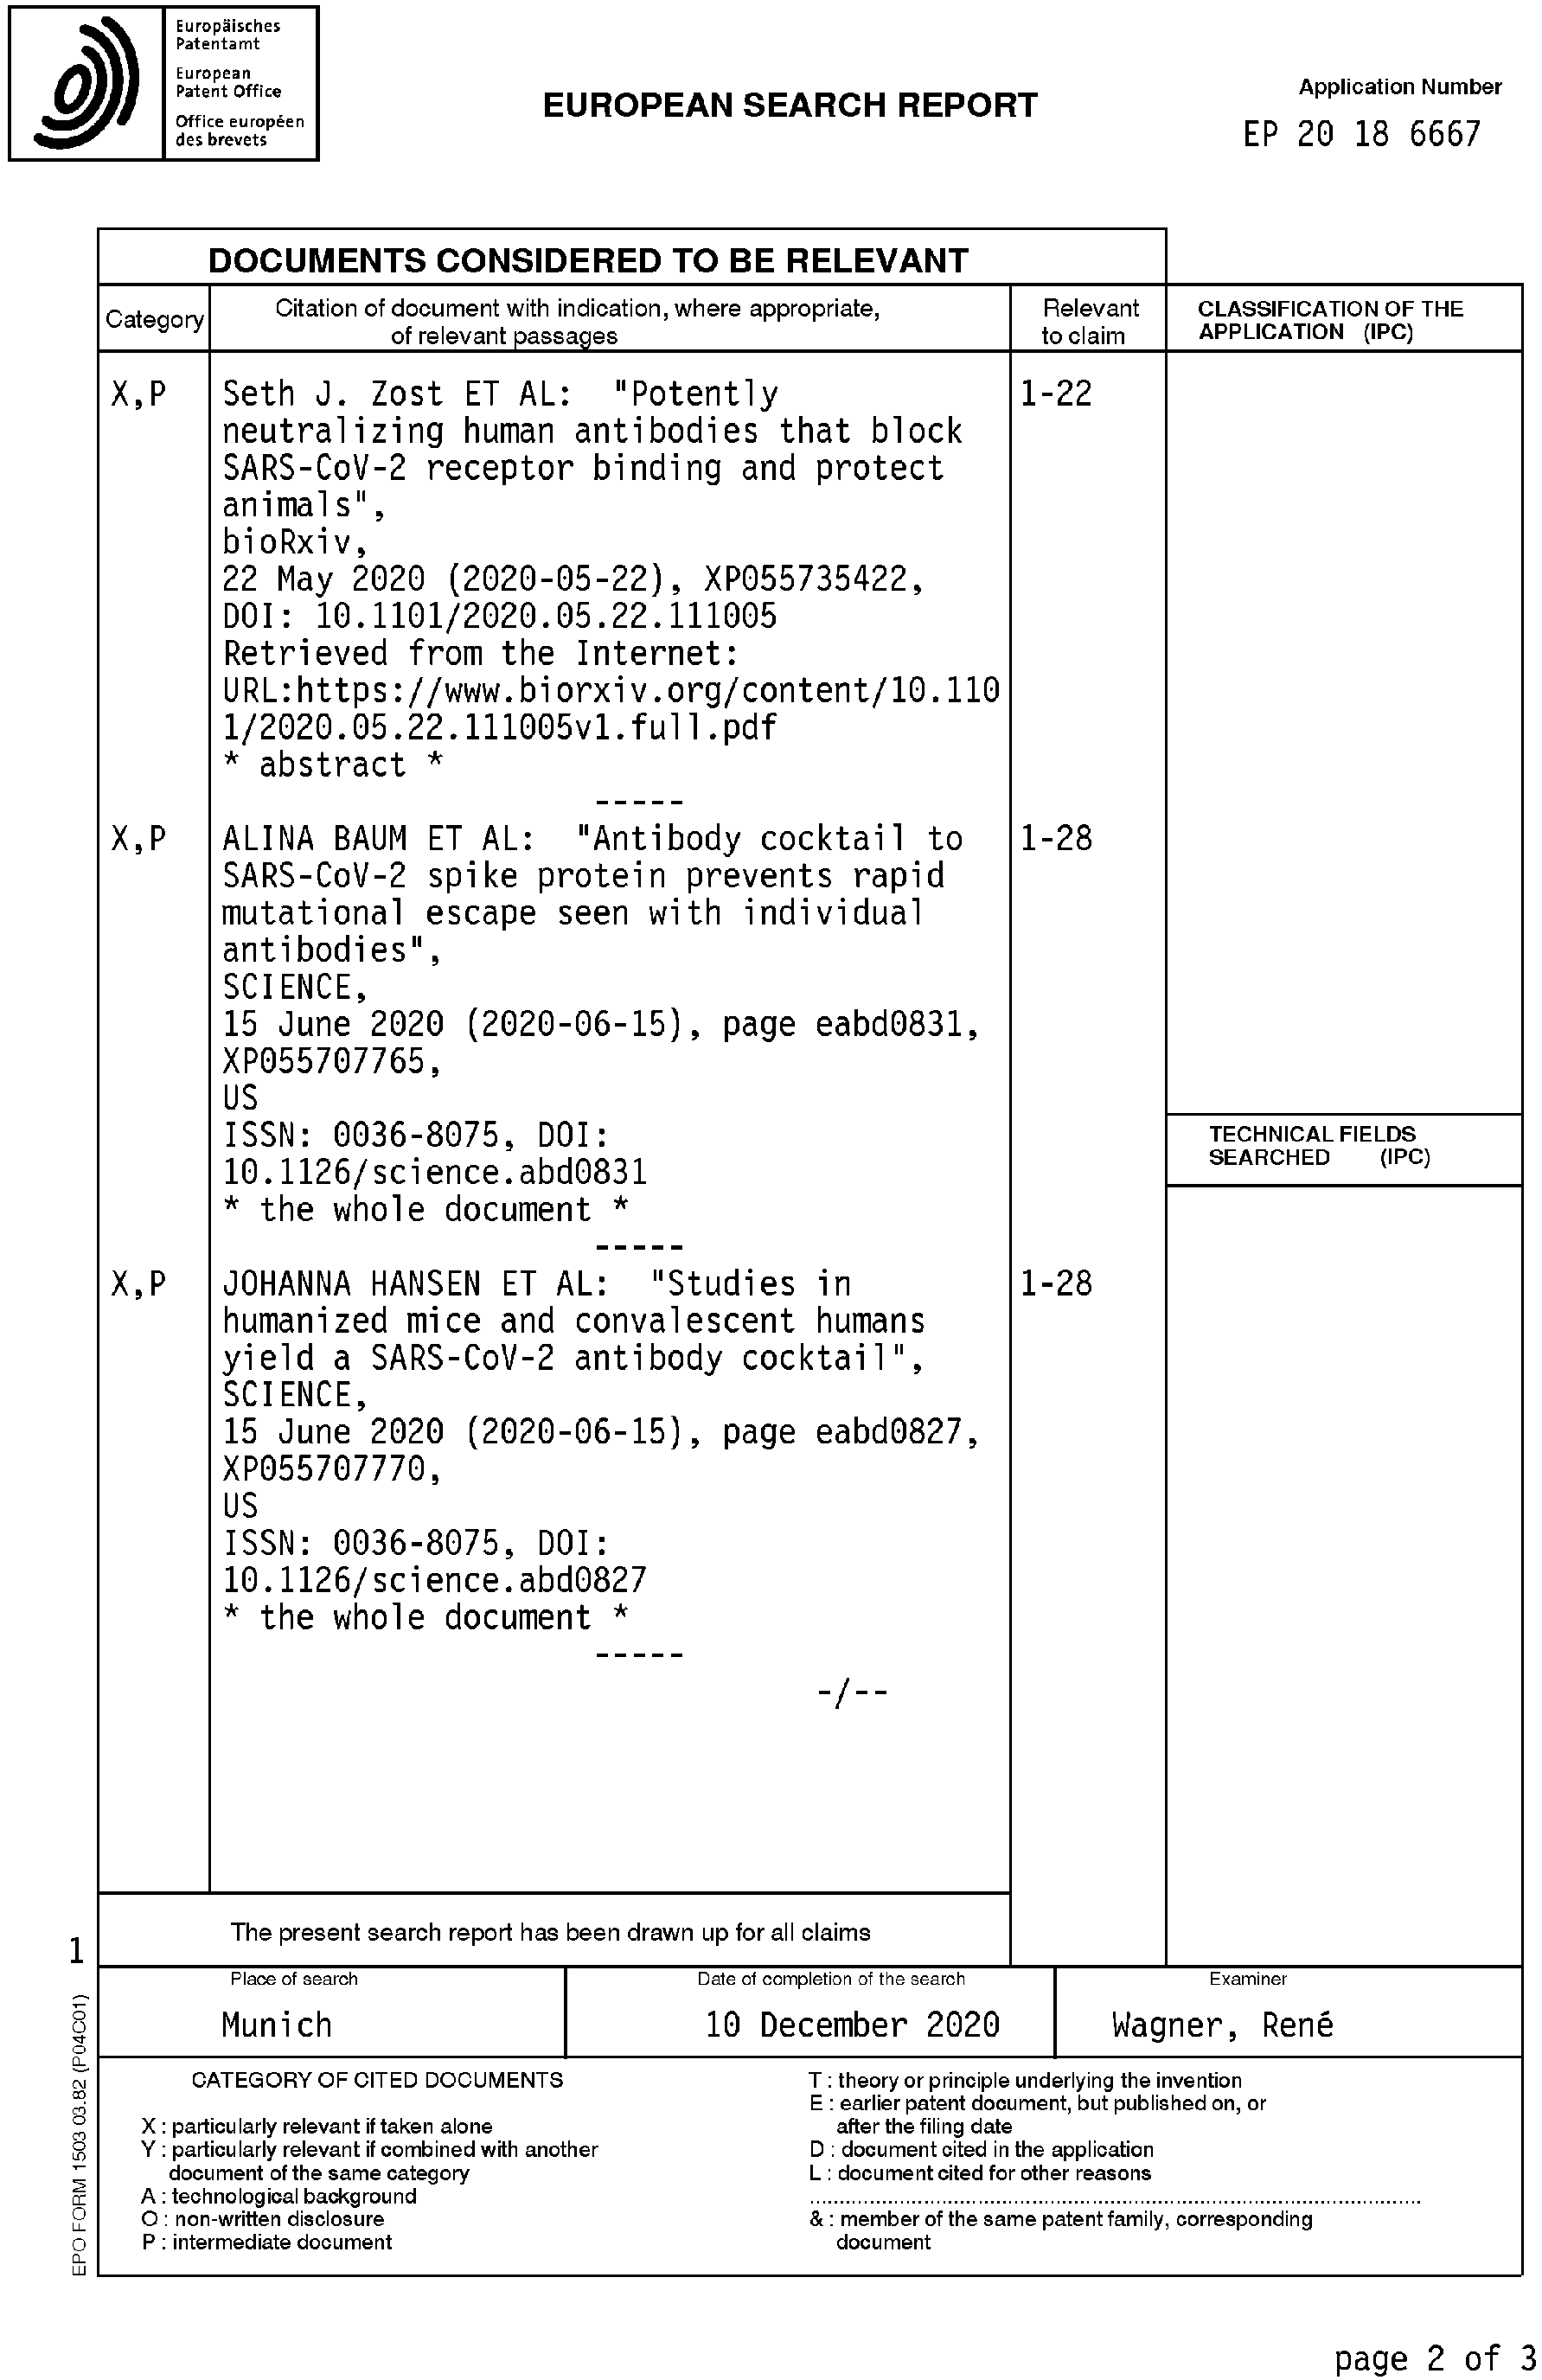 Europäisches
Patentamt
European
Patent Office
Office européen
des brevets
EUROPEAN SEARCH REPORT
Application Number
EP 20 18 6667
DOCUMENTS CONSIDERED TO BE RELEVANT
Category
Citation of document with indication, where appropriate,
of relevant passages
Relevant
to claim
CLASSIFICATION OF THE
APPLICATION (IPC)
X,P
Seth J. Zost ET AL: "Potently
neutralizing human antibodies that block
SARS-CoV-2 receptor binding and protect
animals",
bioRxiv,
22 May 2020 (2020-05-22), XP055735422,
DOI: 10.1101/2020.05.22.111005
Retrieved from the Internet:
URL:https://www.biorxiv.org/content/10.110
1/2020.05.22.111005v1.full.pdf
* abstract *
-----
1-22
X,P
ALINA BAUM ET AL: "Antibody cocktail to
SARS-CoV-2 spike protein prevents rapid
mutational escape seen with individual
antibodies",
SCIENCE,
15 June 2020 (2020-06-15), page eabd0831,
XP055707765,
US
ISSN: 0036-8075, DOI:
10.1126/science.abd0831
* the whole document *
-----
1-28
X,P
JOHANNA HANSEN ET AL: "Studies in
humanized mice and convalescent humans
yield a SARS-CoV-2 antibody cocktail",
SCIENCE,
15 June 2020 (2020-06-15), page eabd0827,
XP055707770,
US
ISSN: 0036-8075, DOI:
10.1126/science.abd0827
* the whole document *
-----
-/--
1-28
TECHNICAL FIELDS
SEARCHED (IPC)
The present search report has been drawn up for all claims
1
Place of search
Munich
Date of completion of the search
10 December 2020
Examiner
Wagner, René
CATEGORY OF CITED DOCUMENTS
X : particularly relevant if taken alone
Y : particularly relevant if combined with another
document of the same category
A : technological background
O : non-written disclosure
P : intermediate document
T : theory or principle underlying the invention
E : earlier patent document, but published on, or
after the filing date
D : document cited in the application
L : document cited for other reasons
& : member of the same patent family, corresponding
document
EPO FORM 1503 03.82 (P04C01)
page 2 of 3